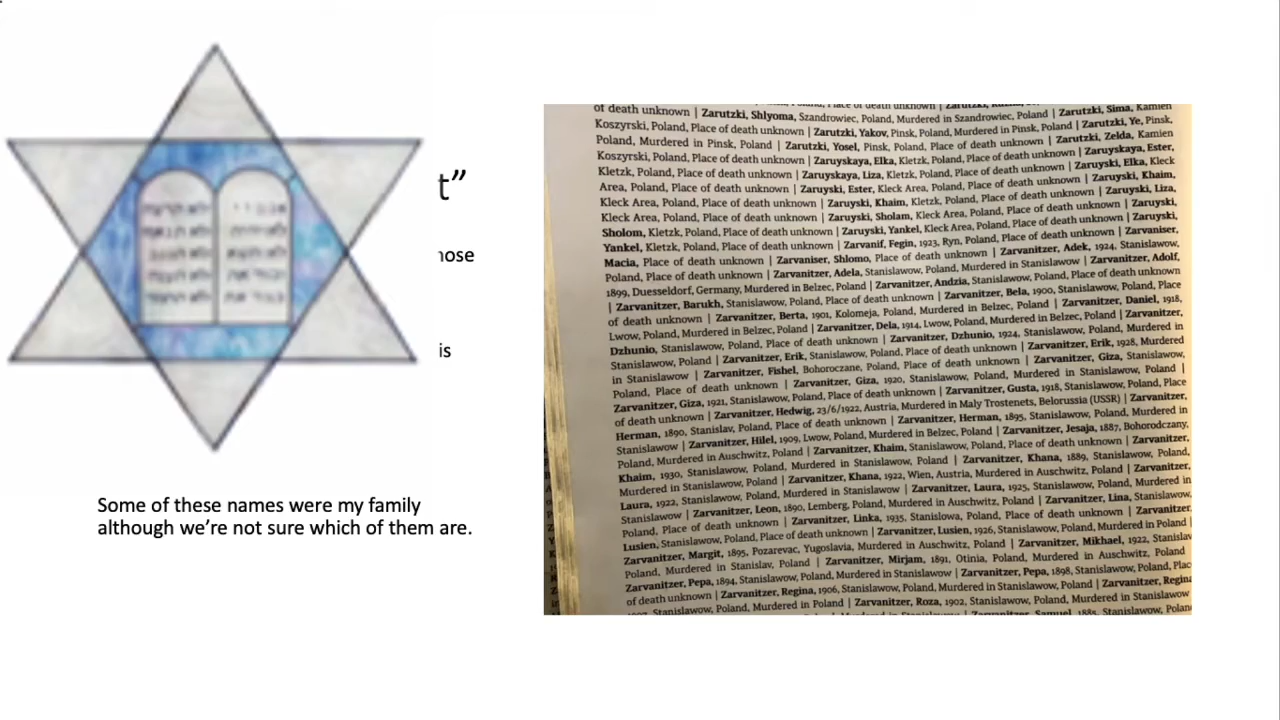 t”
nose
is
Some of these names were my family
although we’re not sure which of them are.
of death unknown | Zarutzki, Shlyoma, Szandrowiec, Poland, Murdered in Szandrowiec, Poland | Zarutzki, Sima, Kamien
Koszyrski, Poland, Place of death unknown | Zarutzki, Yakov, Pinsk, Poland, Murdered in Pinsk, Poland | Zarutzki, Ye, Pinsk,
Poland, Murdered in Pinsk, Poland | Zarutzki, Yosel, Pinsk, Poland, Place of death unknown | Zarutzki, Zelda, Kamien
Koszyrski, Poland, Place of death unknown | Zaruyskaya, Elka, Kletzk, Poland, Place of death unknown | Zaruyskaya, Ester,
Kletzk, Poland, Place of death unknown | Zaruyskaya, Liza, Kletzk, Poland, Place of death unknown | Zaruyski, Elka, Kleck
Area, Poland, Place of death unknown | Zaruyski, Ester, Kleck Area, Poland, Place of death unknown | Zaruyski, Khaim,
Kleck Area, Poland, Place of death unknown | Zaruyski, Khaim, Kletzk, Poland, Place of death unknown | Zaruyski, Liza,
Kleck Area, Poland, Place of death unknown | Zaruyski, Sholam, Kleck Area, Poland, Place of death unknown | Zaruyski,
Sholom, Kletzk, Poland, Place of death unknown | Zaruyski, Yankel, Kleck Area, Poland, Place of death unknown | Zaruyski,
Yankel, Kletzk, Poland, Place of death unknown | Zarvanif, Fegin, 1923, Ryn, Poland, Place of death unknown | Zarvaniser,
Macia, Place of death unknown | Zarvaniser, Shlomo, Place of death unknown | Zarvanitzer, Adek, 1924, Stanislawow,
Poland, Place of death unknown | Zarvanitzer, Adela, Stanislawow, Poland, Murdered in Stanislawow | Zarvanitzer, Adolf,
1899, Duesseldorf, Germany, Murdered in Belzec, Poland | Zarvanitzer, Andzia, Stanislawow, Poland, Place of death unknown
| Zarvanitzer, Barukh, Stanislawow, Poland, Place of death unknown | Zarvanitzer, Bela, 1900, Stanislawow, Poland, Place
of death unknown | Zarvanitzer, Berta, 1901, Kolomeja, Poland, Murdered in Belzec, Poland | Zarvanitzer, Daniel, 1918,
Lwow, Poland, Murdered in Belzec, Poland | Zarvanitzer, Dela, 1914, Lwow, Poland, Murdered in Belzec, Poland | Zarvanitzer,
Dzhunio, Stanislawow, Poland, Place of death unknown | Zarvanitzer, Dzhunio, 1924, Stanislawow, Poland, Murdered in
Stanislawow, Poland | Zarvanitzer, Erik, Stanislawow, Poland, Place of death unknown | Zarvanitzer, Erik, 1928, Murdered
in Stanislawow | Zarvanitzer, Fishel, Bohoroczane, Poland, Place of death unknown | Zarvanitzer, Giza, Stanislawow,
Poland, Place of death unknown | Zarvanitzer, Giza, 1920, Stanislawow, Poland, Murdered in Stanislawow, Poland |
Zarvanitzer, Giza, 1921, Stanislawow, Poland, Place of death unknown | Zarvanitzer, Gusta, 1918, Stanislawow, Poland, Place
of death unknown | Zarvanitzer, Hedwig, 23/6/1922, Austria, Murdered in Maly Trostenets, Belorussia (USSR) | Zarvanitzer,
Herman, 1890, Stanislav, Poland, Place of death unknown | Zarvanitzer, Herman, 1895, Stanislawow, Poland, Murdered in
Stanislawow | Zarvanitzer, Hilel, 1909, Lwow, Poland, Murdered in Belzec, Poland | Zarvanitzer, Jesaja, 1887, Bohorodczany,
Poland, Murdered in Auschwitz, Poland | Zarvanitzer, Khaim, Stanislawow, Poland, Place of death unknown | Zarvanitzer,
Khaim, 1930, Stanislawow, Poland, Murdered in Stanislawow, Poland | Zarvanitzer, Khana, 1889, Stanislawow, Poland,
Murdered in Stanislawow, Poland | Zarvanitzer, Khana, 1922, Wien, Austria, Murdered in Auschwitz, Poland | Zarvanitzer,
Laura, 1922, Stanislawow, Poland, Murdered in Stanislawow | Zarvanitzer, Laura, 1925, Stanislawow, Poland, Murdered in
Stanislawow | Zarvanitzer, Leon, 1890, Lemberg, Poland, Murdered in Auschwitz, Poland | Zarvanitzer, Lina, Stanislawow,
Poland, Place of death unknown | Zarvanitzer, Linka, 1935, Stanislowa, Poland, Place of death unknown | Zarvanitzer,
Lusien, Stanislawow, Poland, Place of death unknown | Zarvanitzer, Lusien, 1926, Stanislawow, Poland, Murdered in Poland |
Zarvanitzer, Margit, 1895, Pozarevac, Yugoslavia, Murdered in Auschwitz, Poland | Zarvanitzer, Mikhael, 1922, Stanislav
Poland, Murdered in Stanislav, Poland | Zarvanitzer, Mirjam, 1891, Otinia, Poland, Murdered in Auschwitz, Poland
Zarvanitzer, Pepa, 1894, Stanislawow, Poland, Murdered in Stanislawow | Zarvanitzer, Pepa, 1898, Stanislawow, Poland, Plac
of death unknown | Zarvanitzer, Regina, 1906, Stanislawow, Poland, Murdered in Stanislawow, Poland | Zarvanitzer, Regina
Stanislawow, Poland, Murdered in Poland | Zarvanitzer, Roza, 1902, Stanislawow, Poland, Murdered in Stanislawow
Zarvanitzer, Samuel, 1885, Stanislawow, Poland